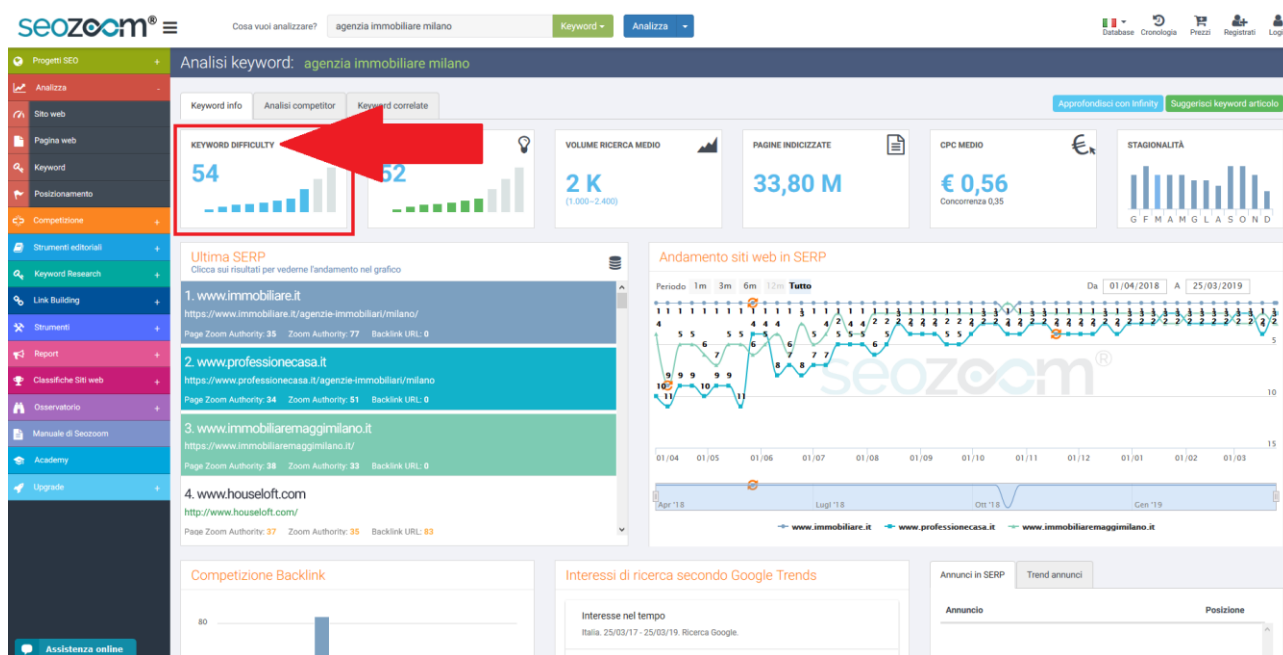 seozoom®
Cosa vuoi analizzare?
agenzia immobiliare milano
Keyword
Analizza
Database
Cronologia
Prezzi
Registrati
Logi
Progetti SEO +
Analizza -
Sito web
Pagina web
Keyword
Posizionamento
Competizione +
Strumenti editoriali +
Keyword Research +
Link Building +
Strumenti +
Report +
Classifiche Siti web +
Osservatorio +
Manuale di Seozoom
Academy
Upgrade +
Assistenza online
Analisi keyword: agenzia immobiliare milano
Keyword info
Analisi competitor
Keyword correlate
Approfondisci con Infinity
Suggerisci keyword articolo
KEYWORD DIFFICULTY
54
52
VOLUME RICERCA MEDIO
2 K
(1.000~2.400)
PAGINE INDICIZZATE
33,80 M
CPC MEDIO
€ 0,56
Concorrenza 0,35
STAGIONALITÀ
G F M A M G L A S O N D
Ultima SERP
Clicca sui risultati per vederne l'andamento nel grafico
1. www.immobiliare.it
https://www.immobiliare.it/agenzie-immobiliari/milano/
Page Zoom Authority: 35 Zoom Authority: 77 Backlink URL: 0
2. www.professionecasa.it
https://www.professionecasa.it/agenzie-immobiliari/milano
Page Zoom Authority: 34 Zoom Authority: 51 Backlink URL: 0
3. www.immobiliaremaggimilano.it
https://www.immobiliaremaggimilano.it/
Page Zoom Authority: 38 Zoom Authority: 33 Backlink URL: 0
4. www.houseloft.com
http://www.houseloft.com/
Page Zoom Authority: 37 Zoom Authority: 35 Backlink URL: 83
Andamento siti web in SERP
Periodo 1m 3m 6m 12m Tutto
Da 01/04/2018 A 25/03/2019
seozoom®
5
10
15
01/04 01/05 01/06 01/07 01/08 01/09 01/10 01/11 01/12 01/01 01/02 01/03
Apr '18 Lugl '18 Ott '18 Gen '19
www.immobiliare.it www.professionecasa.it www.immobiliaremaggimilano.it
Competizione Backlink
80
Interessi di ricerca secondo Google Trends
Interesse nel tempo
Italia. 25/03/17 - 25/03/19. Ricerca Google.
Annunci in SERP
Trend annunci
Annuncio
Posizione